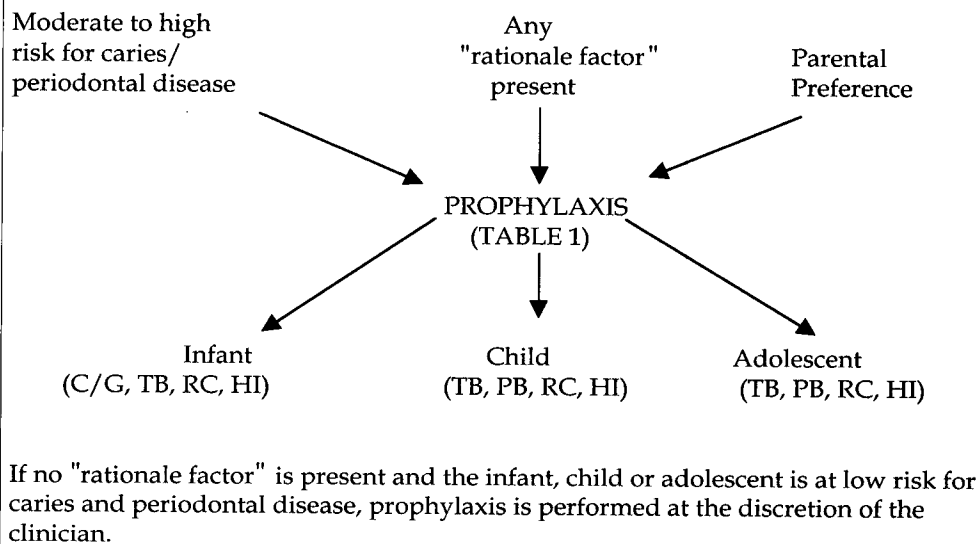 Moderate to high
risk for caries/
periodontal disease
Any
"rationale factor"
present
Parental
Preference
PROPHYLAXIS
(TABLE 1)
Infant
(C/G, TB, RC, HI)
Child
(TB, PB, RC, HI)
Adolescent
(TB, PB, RC, HI)
If no "rationale factor" is present and the infant, child or adolescent is at low risk for
caries and periodontal disease, prophylaxis is performed at the discretion of the
clinician.